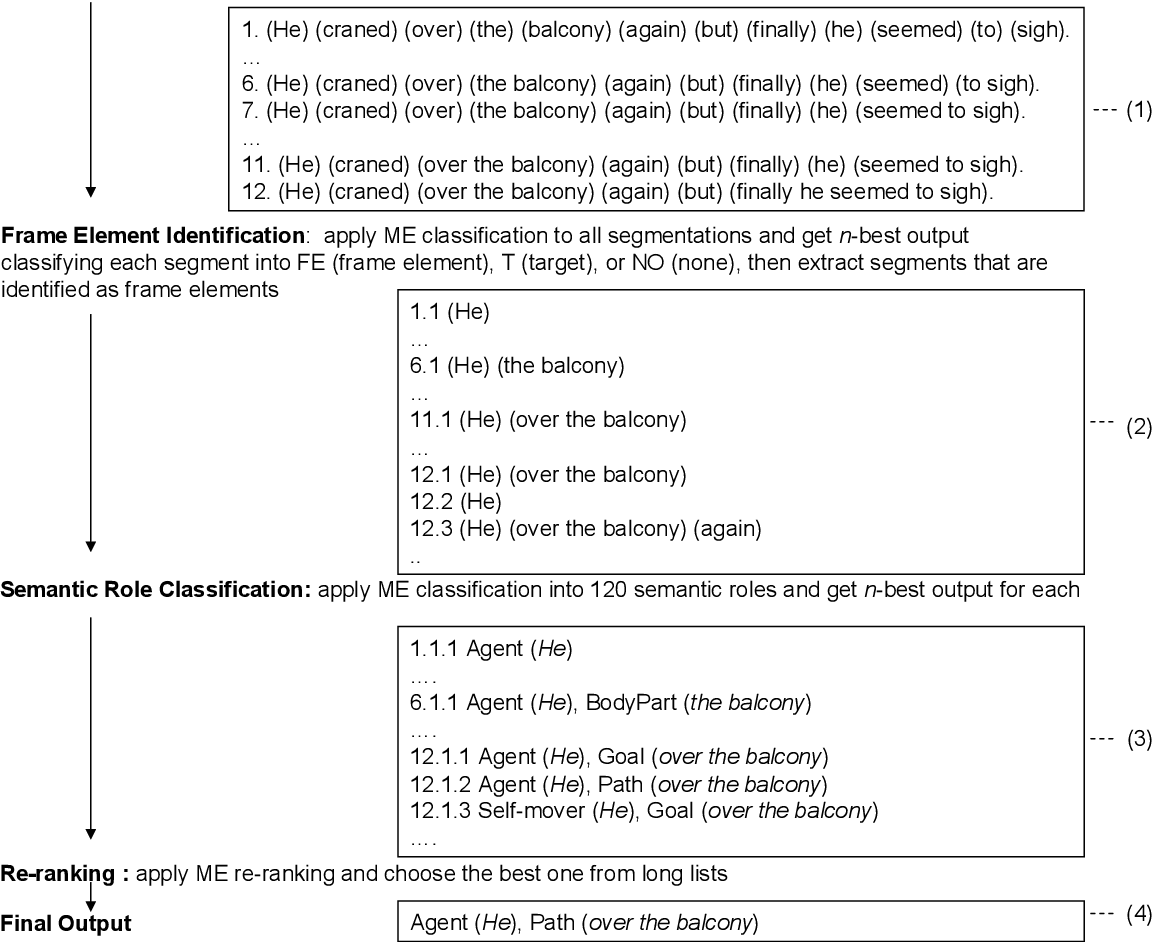 1. (He) (craned) (over) (the) (balcony) (again) (but) (finally) (he) (seemed) (to) (sigh).
...
6. (He) (craned) (over) (the balcony) (again) (but) (finally) (he) (seemed) (to sigh).
7. (He) (craned) (over) (the balcony) (again) (but) (finally) (he) (seemed to sigh).
...
11. (He) (craned) (over the balcony) (again) (but) (finally) (he) (seemed to sigh).
12. (He) (craned) (over the balcony) (again) (but) (finally he seemed to sigh).
--- (1)
Frame Element Identification: apply ME classification to all segmentations and get n-best output
classifying each segment into FE (frame element), T (target), or NO (none), then extract segments that are
identified as frame elements
1.1 (He)
...
6.1 (He) (the balcony)
...
11.1 (He) (over the balcony)
...
12.1 (He) (over the balcony)
12.2 (He)
12.3 (He) (over the balcony) (again)
..
--- (2)
Semantic Role Classification: apply ME classification into 120 semantic roles and get n-best output for each
1.1.1 Agent (He)
....
6.1.1 Agent (He), BodyPart (the balcony)
....
12.1.1 Agent (He), Goal (over the balcony)
12.1.2 Agent (He), Path (over the balcony)
12.1.3 Self-mover (He), Goal (over the balcony)
....
--- (3)
Re-ranking : apply ME re-ranking and choose the best one from long lists
Final Output
Agent (He), Path (over the balcony)
--- (4)